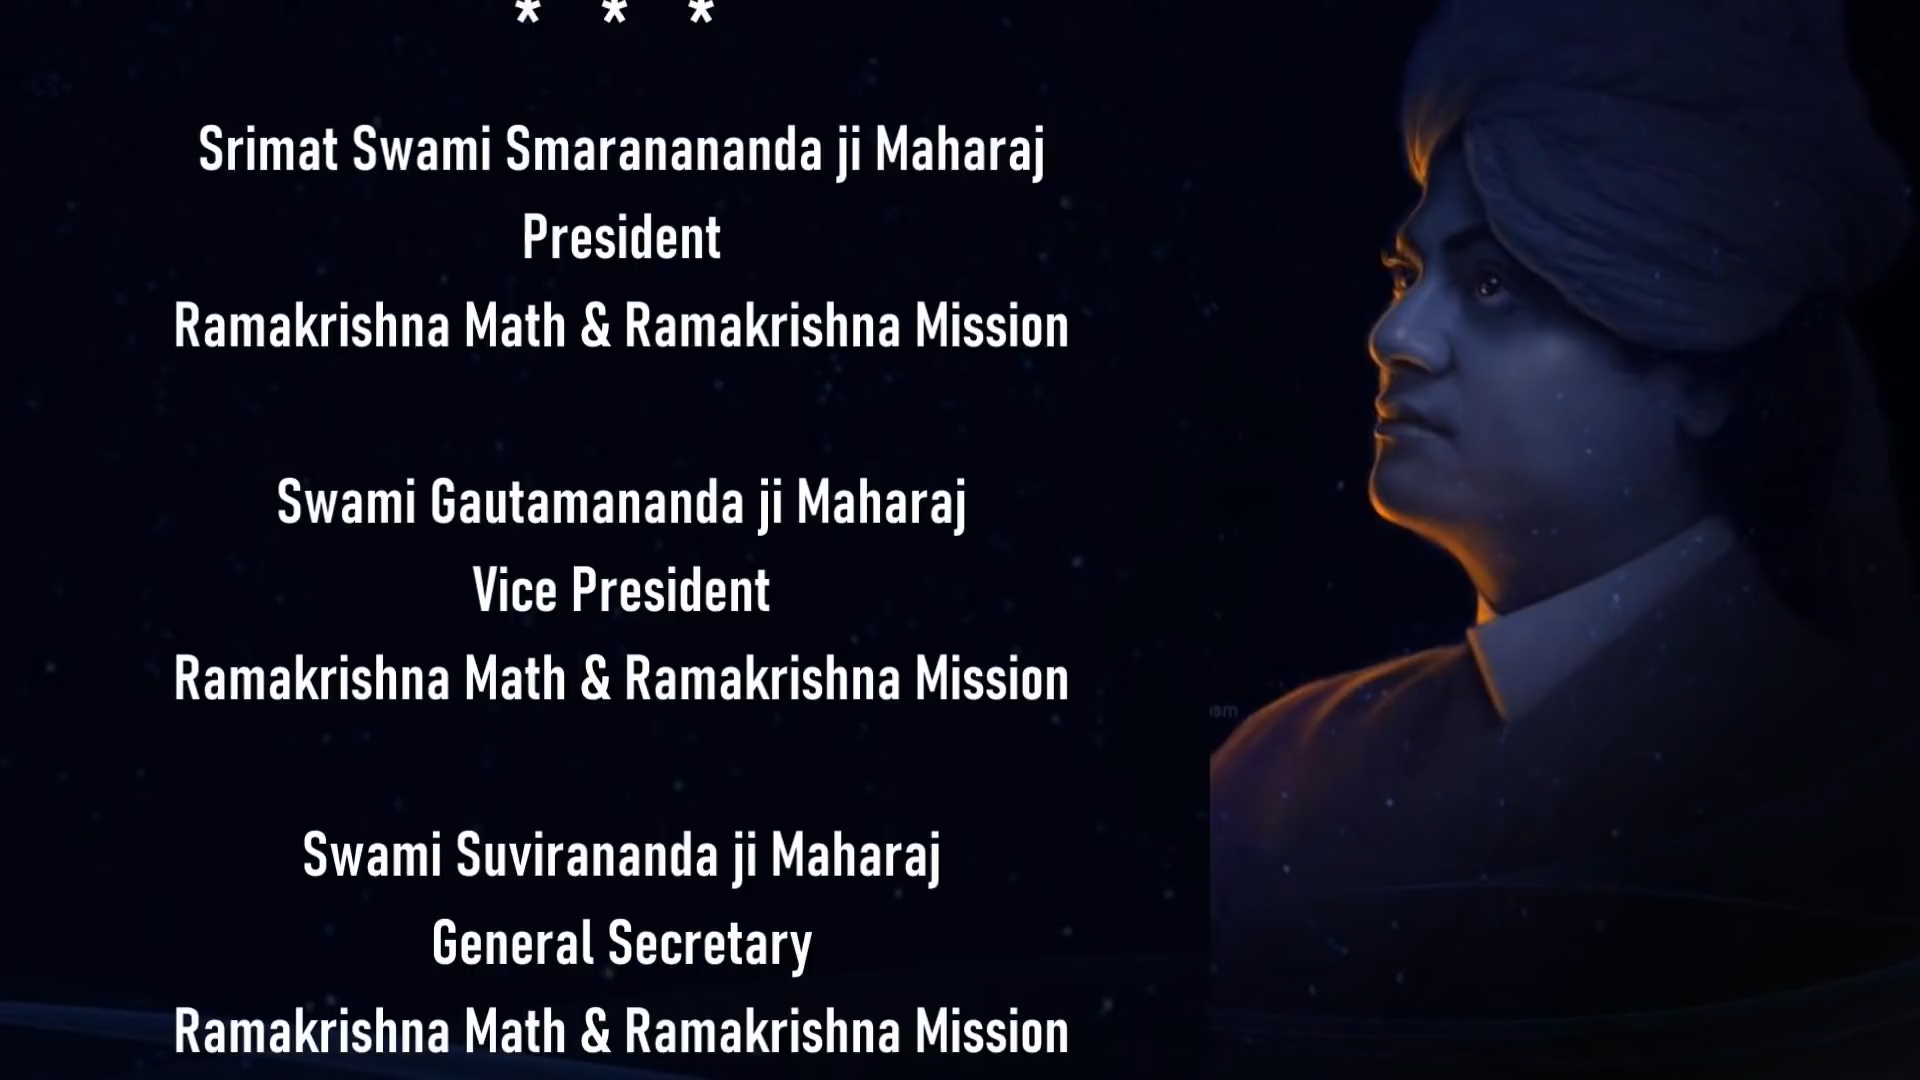 * * *
Srimat Swami Smaranananda ji Maharaj
President
Ramakrishna Math & Ramakrishna Mission
Swami Gautamananda ji Maharaj
Vice President
Ramakrishna Math & Ramakrishna Mission
Swami Suvirananda ji Maharaj
General Secretary
Ramakrishna Math & Ramakrishna Mission